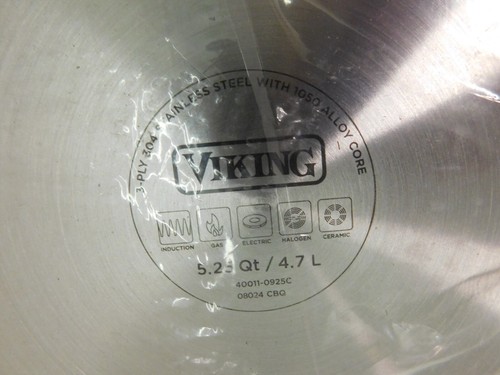 3-PLY 304 STAINLESS STEEL WITH 1050 ALLOY CORE
VIKING
INDUCTION GAS ELECTRIC HALOGEN CERAMIC
5.25 Qt / 4.7 L
40011-0925C
08024 CBG